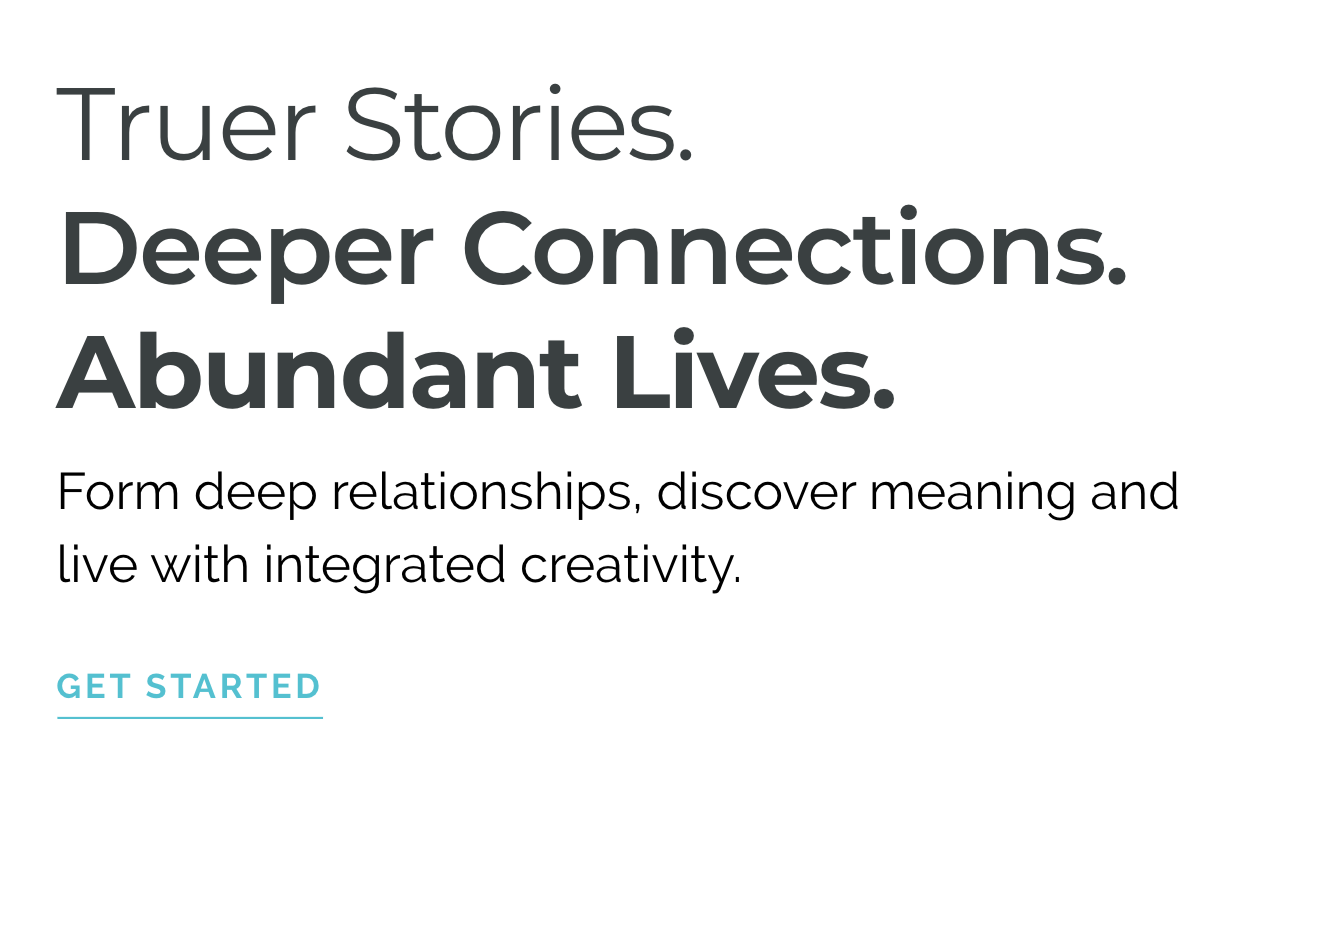 Truer Stories.
Deeper Connections.
Abundant Lives.
Form deep relationships, discover meaning and
live with integrated creativity.
GET STARTED